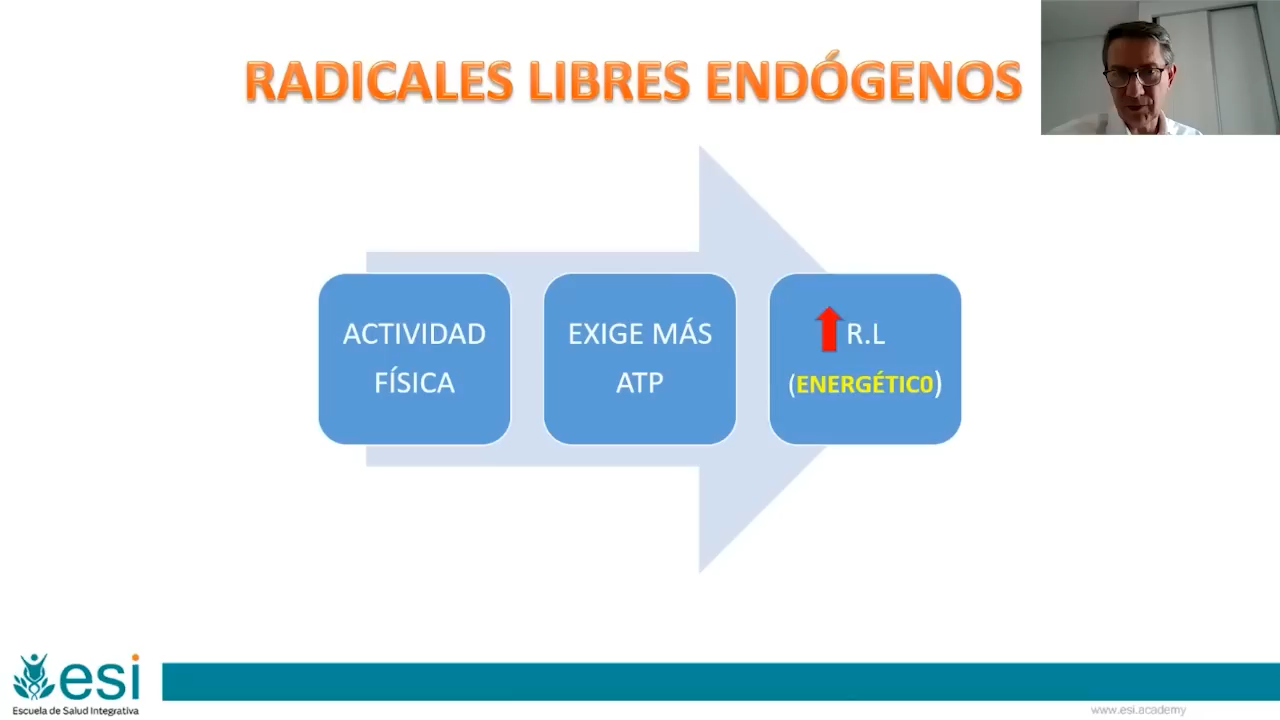 RADICALES LIBRES ENDÓGENOS
ACTIVIDAD
FÍSICA
EXIGE MÁS
ATP
R.L
(ENERGÉTIC0)
esi
Escuela de Salud Integrativa
www.esi.academy